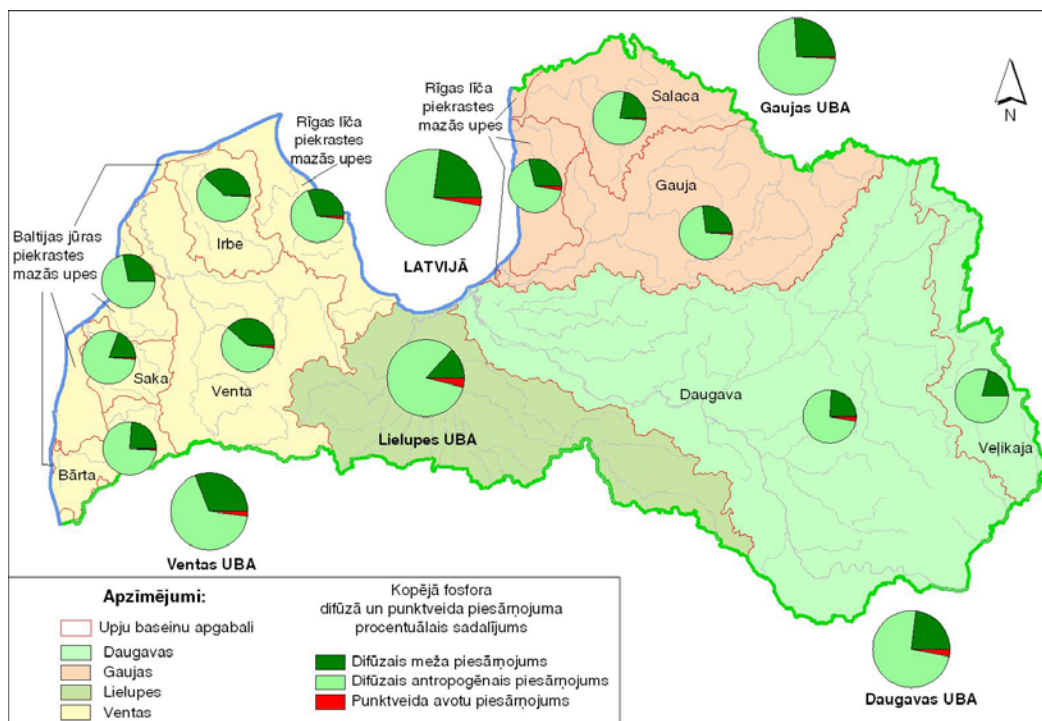 Gaujas UBA
N
Rīgas līča
piekrastes
mazās upes
Salaca
Rīgas līča
piekrastes
mazās upes
Gauja
Irbe
LATVIJĀ
Baltijas jūras
piekrastes
mazās upes
Saka
Venta
Daugava
Veļikaja
Lielupes UBA
Bārta
Ventas UBA
Daugavas UBA
Apzīmējumi:
Upju baseinu apgabali
Daugavas
Gaujas
Lielupes
Ventas
Kopējā fosfora
difūzā un punktveida piesārņojuma
procentuālais sadalījums
Difūzais meža piesārņojums
Difūzais antropogēnais piesārņojums
Punktveida avotu piesārņojums